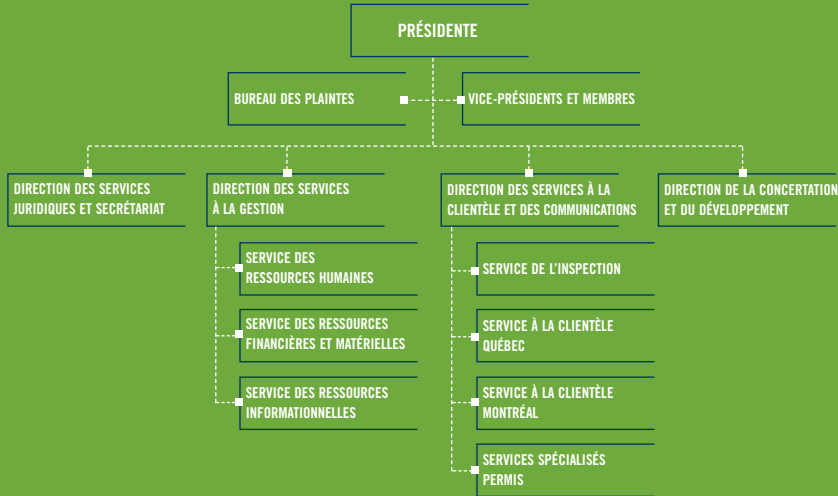 PRÉSIDENTE
BUREAU DES PLAINTES
VICE-PRÉSIDENTS ET MEMBRES
DIRECTION DES SERVICES
JURIDIQUES ET SECRÉTARIAT
DIRECTION DES SERVICES
À LA GESTION
SERVICE DES
RESSOURCES HUMAINES
SERVICE DES RESSOURCES
FINANCIÈRES ET MATÉRIELLES
SERVICE DES RESSOURCES
INFORMATIONNELLES
DIRECTION DES SERVICES À LA
CLIENTÈLE ET DES COMMUNICATIONS
SERVICE DE L'INSPECTION
SERVICE À LA CLIENTÈLE
QUÉBEC
SERVICE À LA CLIENTÈLE
MONTRÉAL
SERVICES SPÉCIALISÉS
PERMIS
DIRECTION DE LA CONCERTATION
ET DU DÉVELOPPEMENT